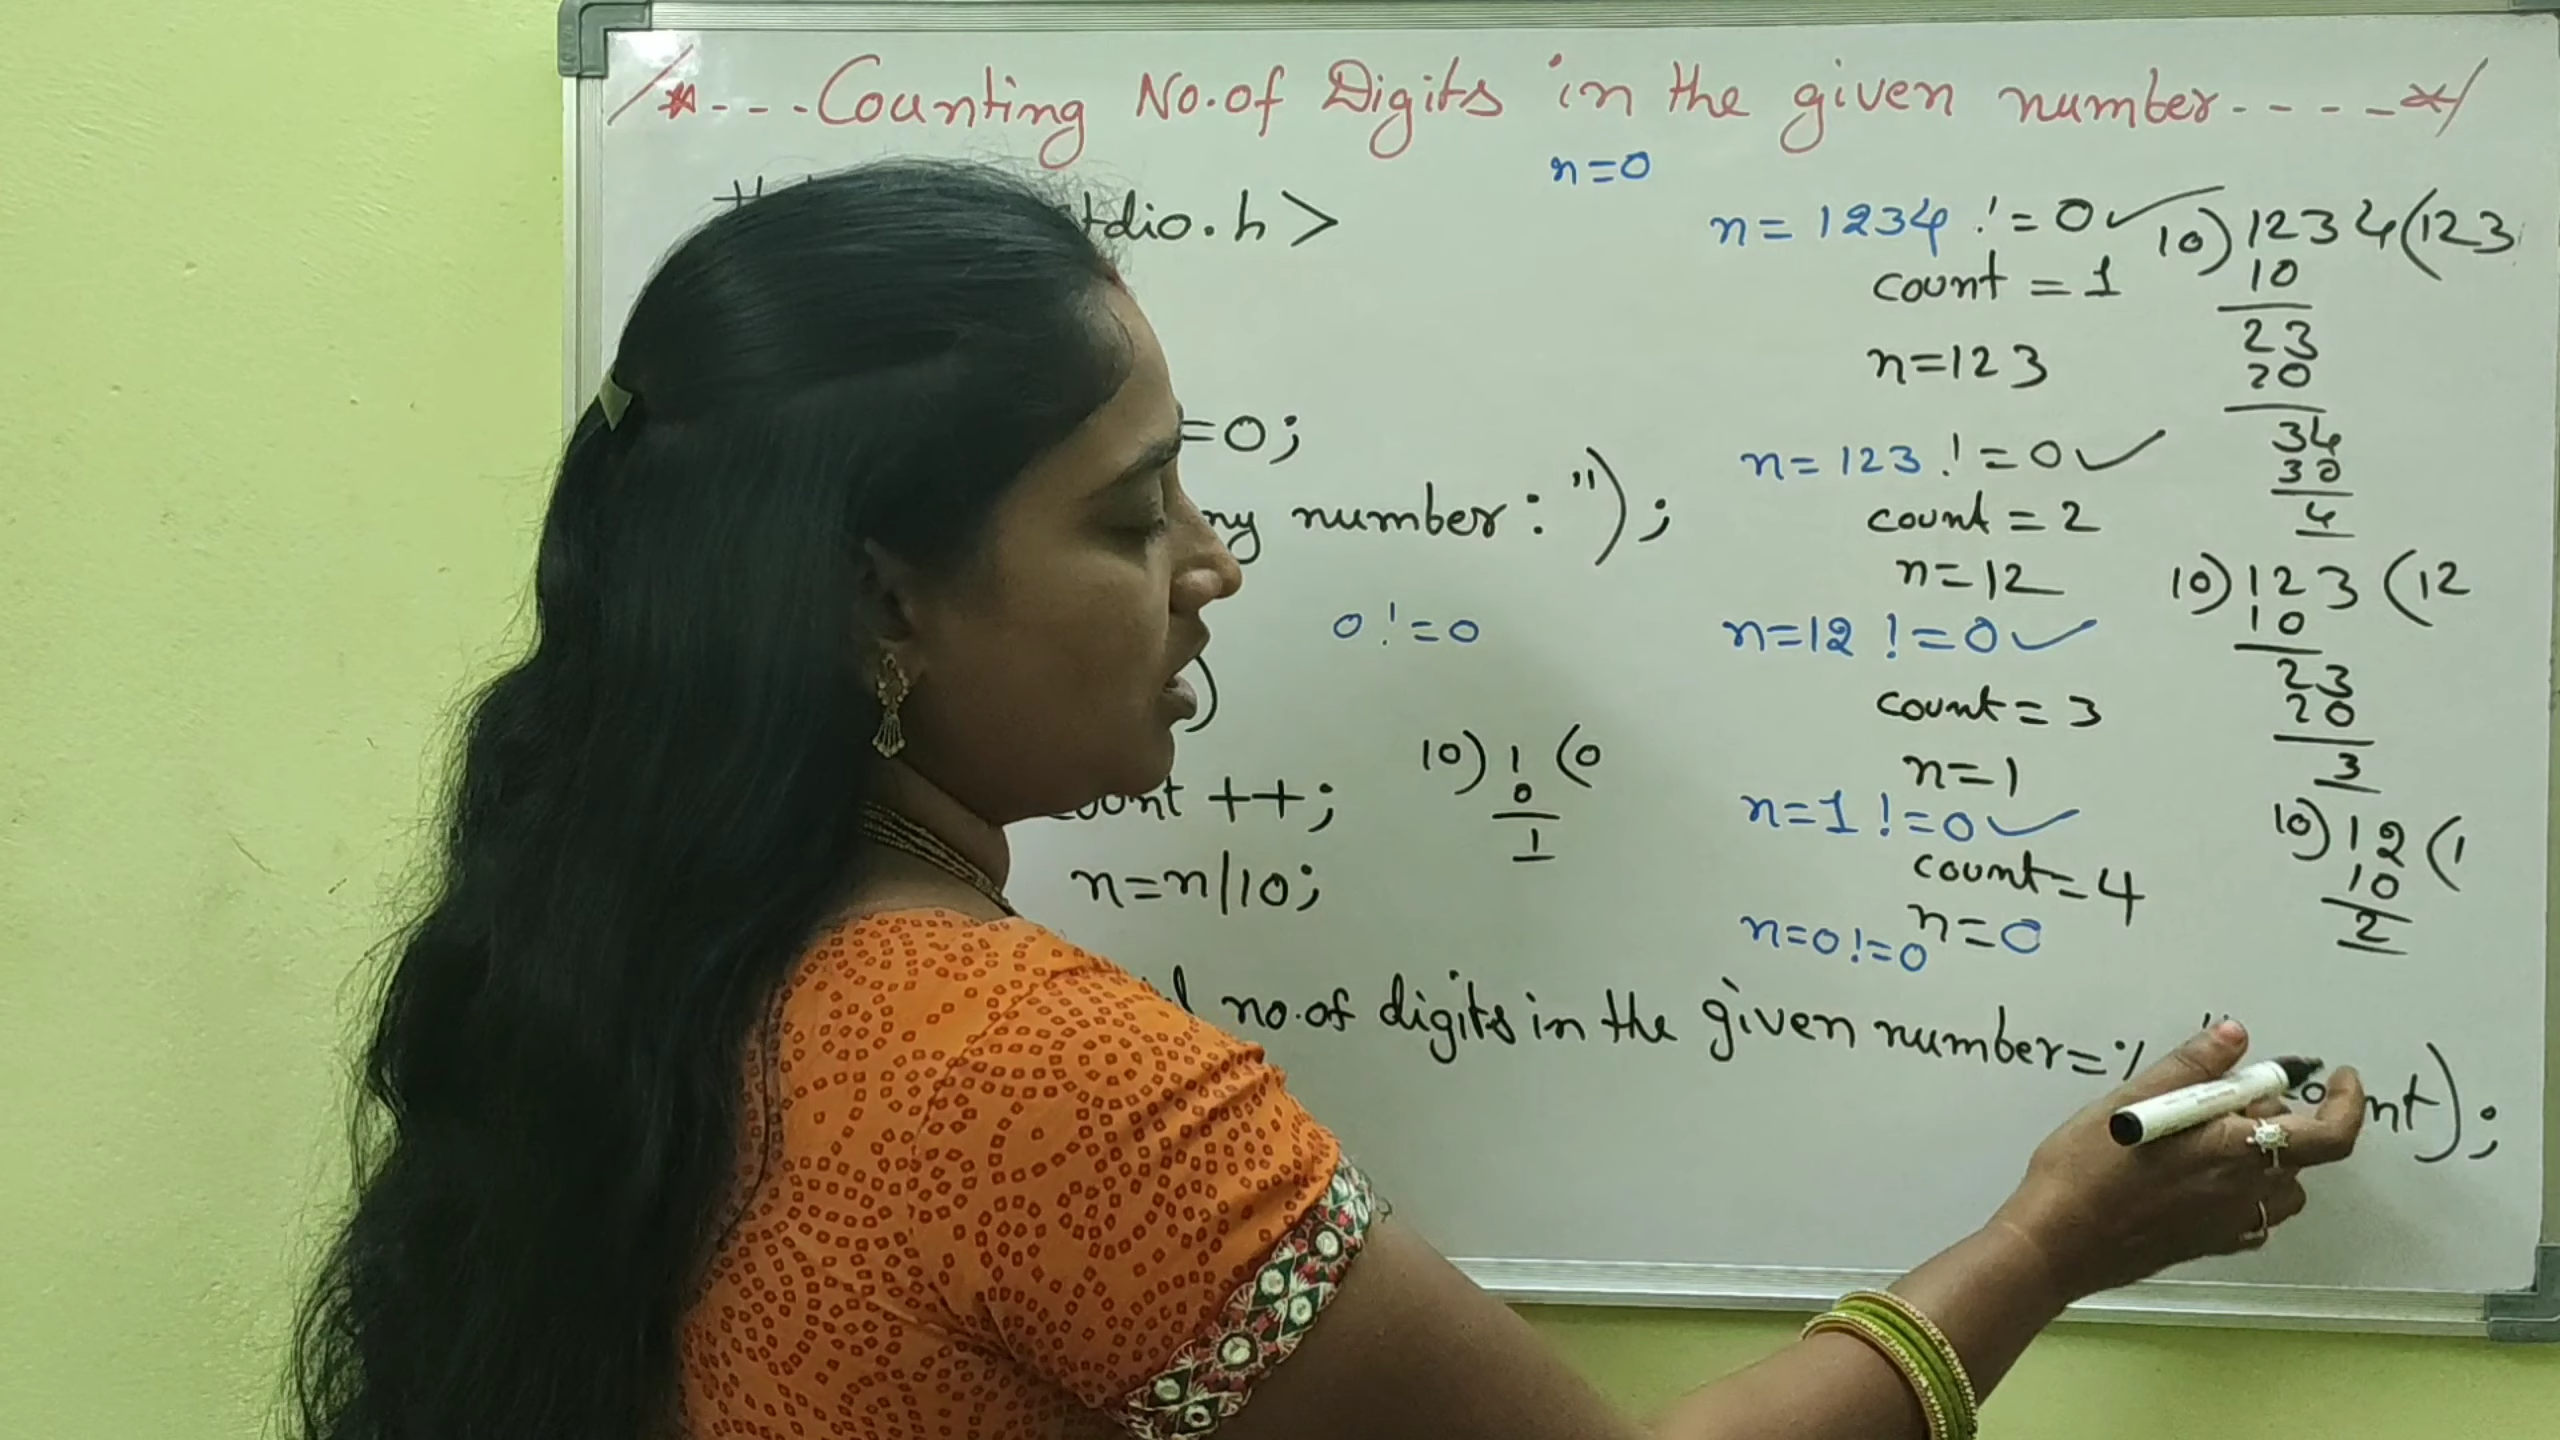 /*---Counting No.of Digits in the given number----*/
n=0
tdio.h>
=0;
ny number:");
0!=0
)
count ++;
n=n/10;
10)1(0
0
1
n=1234!=0✓
count=1
n=123
n=123!=0✓
count=2
n=12
n=12!=0✓
count=3
n=1
n=1!=0✓
count=4
n=0
n=0!=0
10)1234(123
10
23
20
34
30
4
10)123(12
10
23
20
3
10)12(1
10
2
no.of digits in the given number=%
nt);